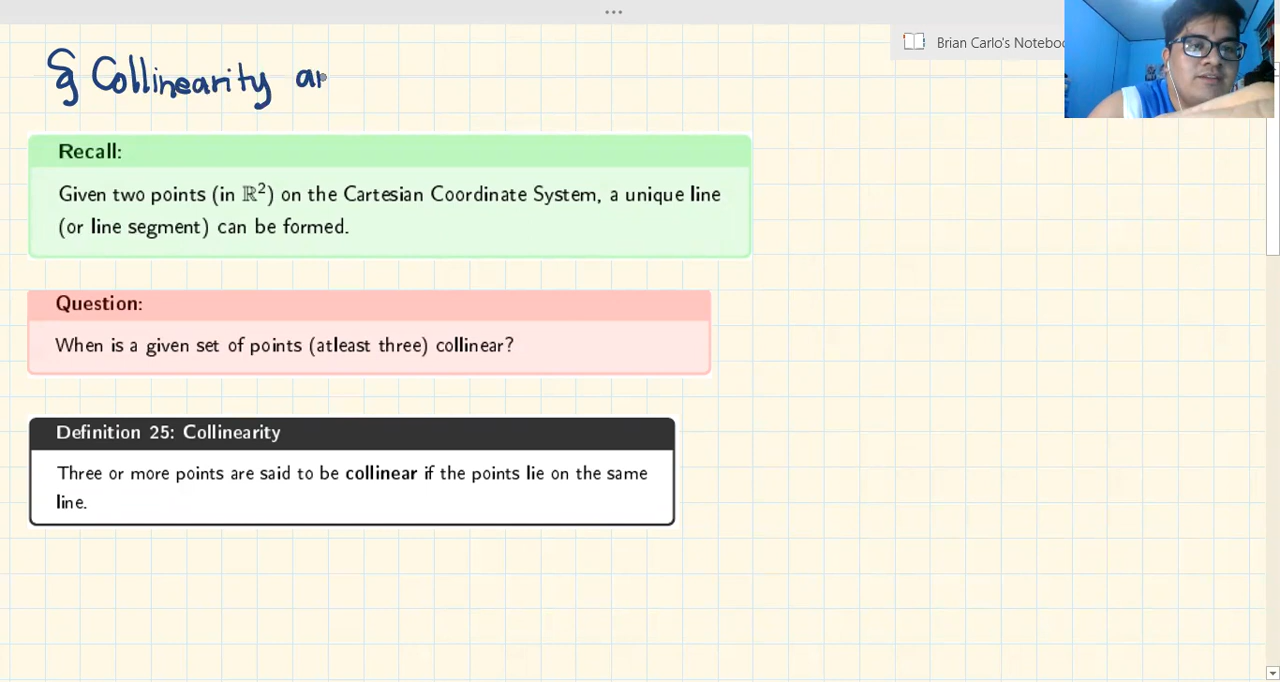 ...
§ Collinearity an
Brian Carlo's Noteboo
Recall:
Given two points (in ℝ²) on the Cartesian Coordinate System, a unique line
(or line segment) can be formed.
Question:
When is a given set of points (atleast three) collinear?
Definition 25: Collinearity
Three or more points are said to be collinear if the points lie on the same
line.